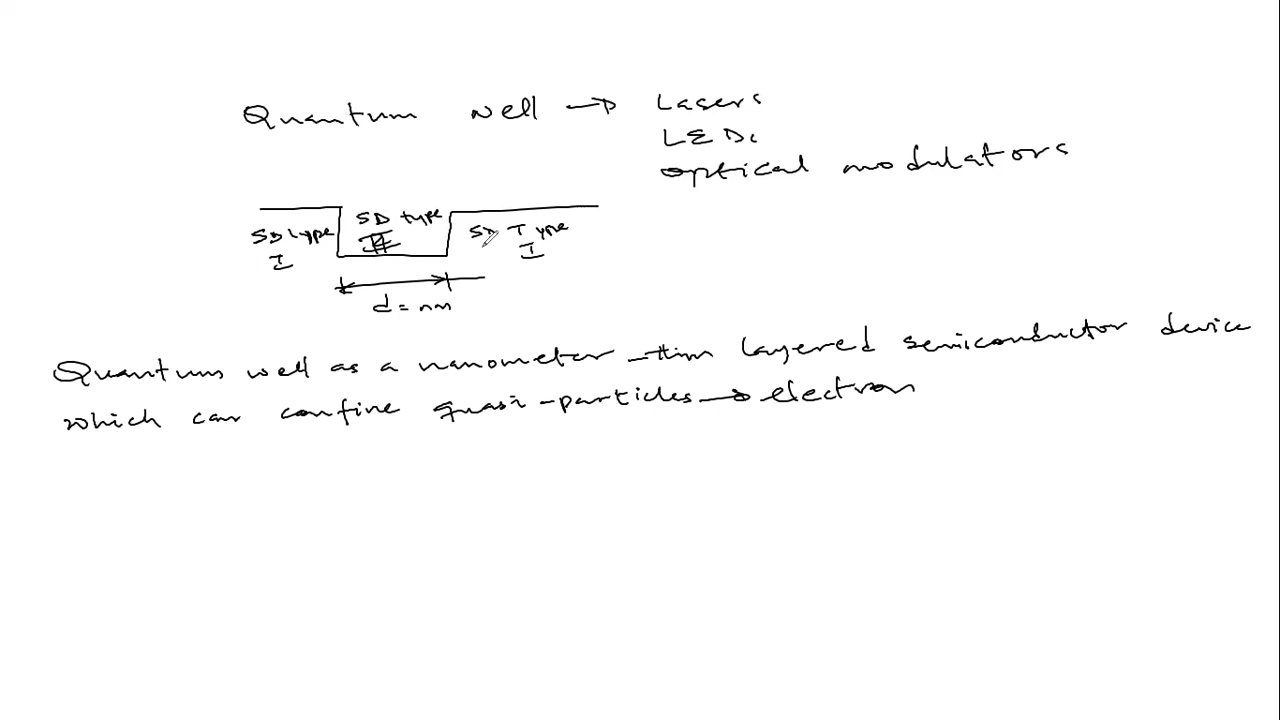 Quantum well → Lasers
LEDs
optical modulators
SD type SD type SD Type
I II I
d = nm
Quantum well as a nanometer - thin layered semiconductor device
which can confine quasi-particles → electron